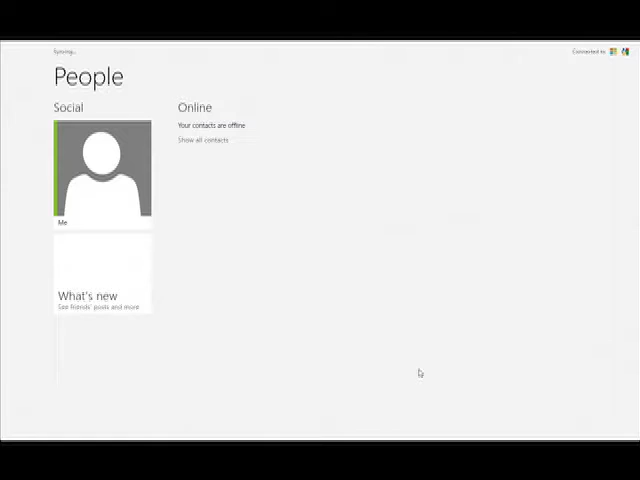 Syncing...
Connected to
People
Social
Online
Your contacts are offline
Show all contacts
Me
What's new
See friends' posts and more